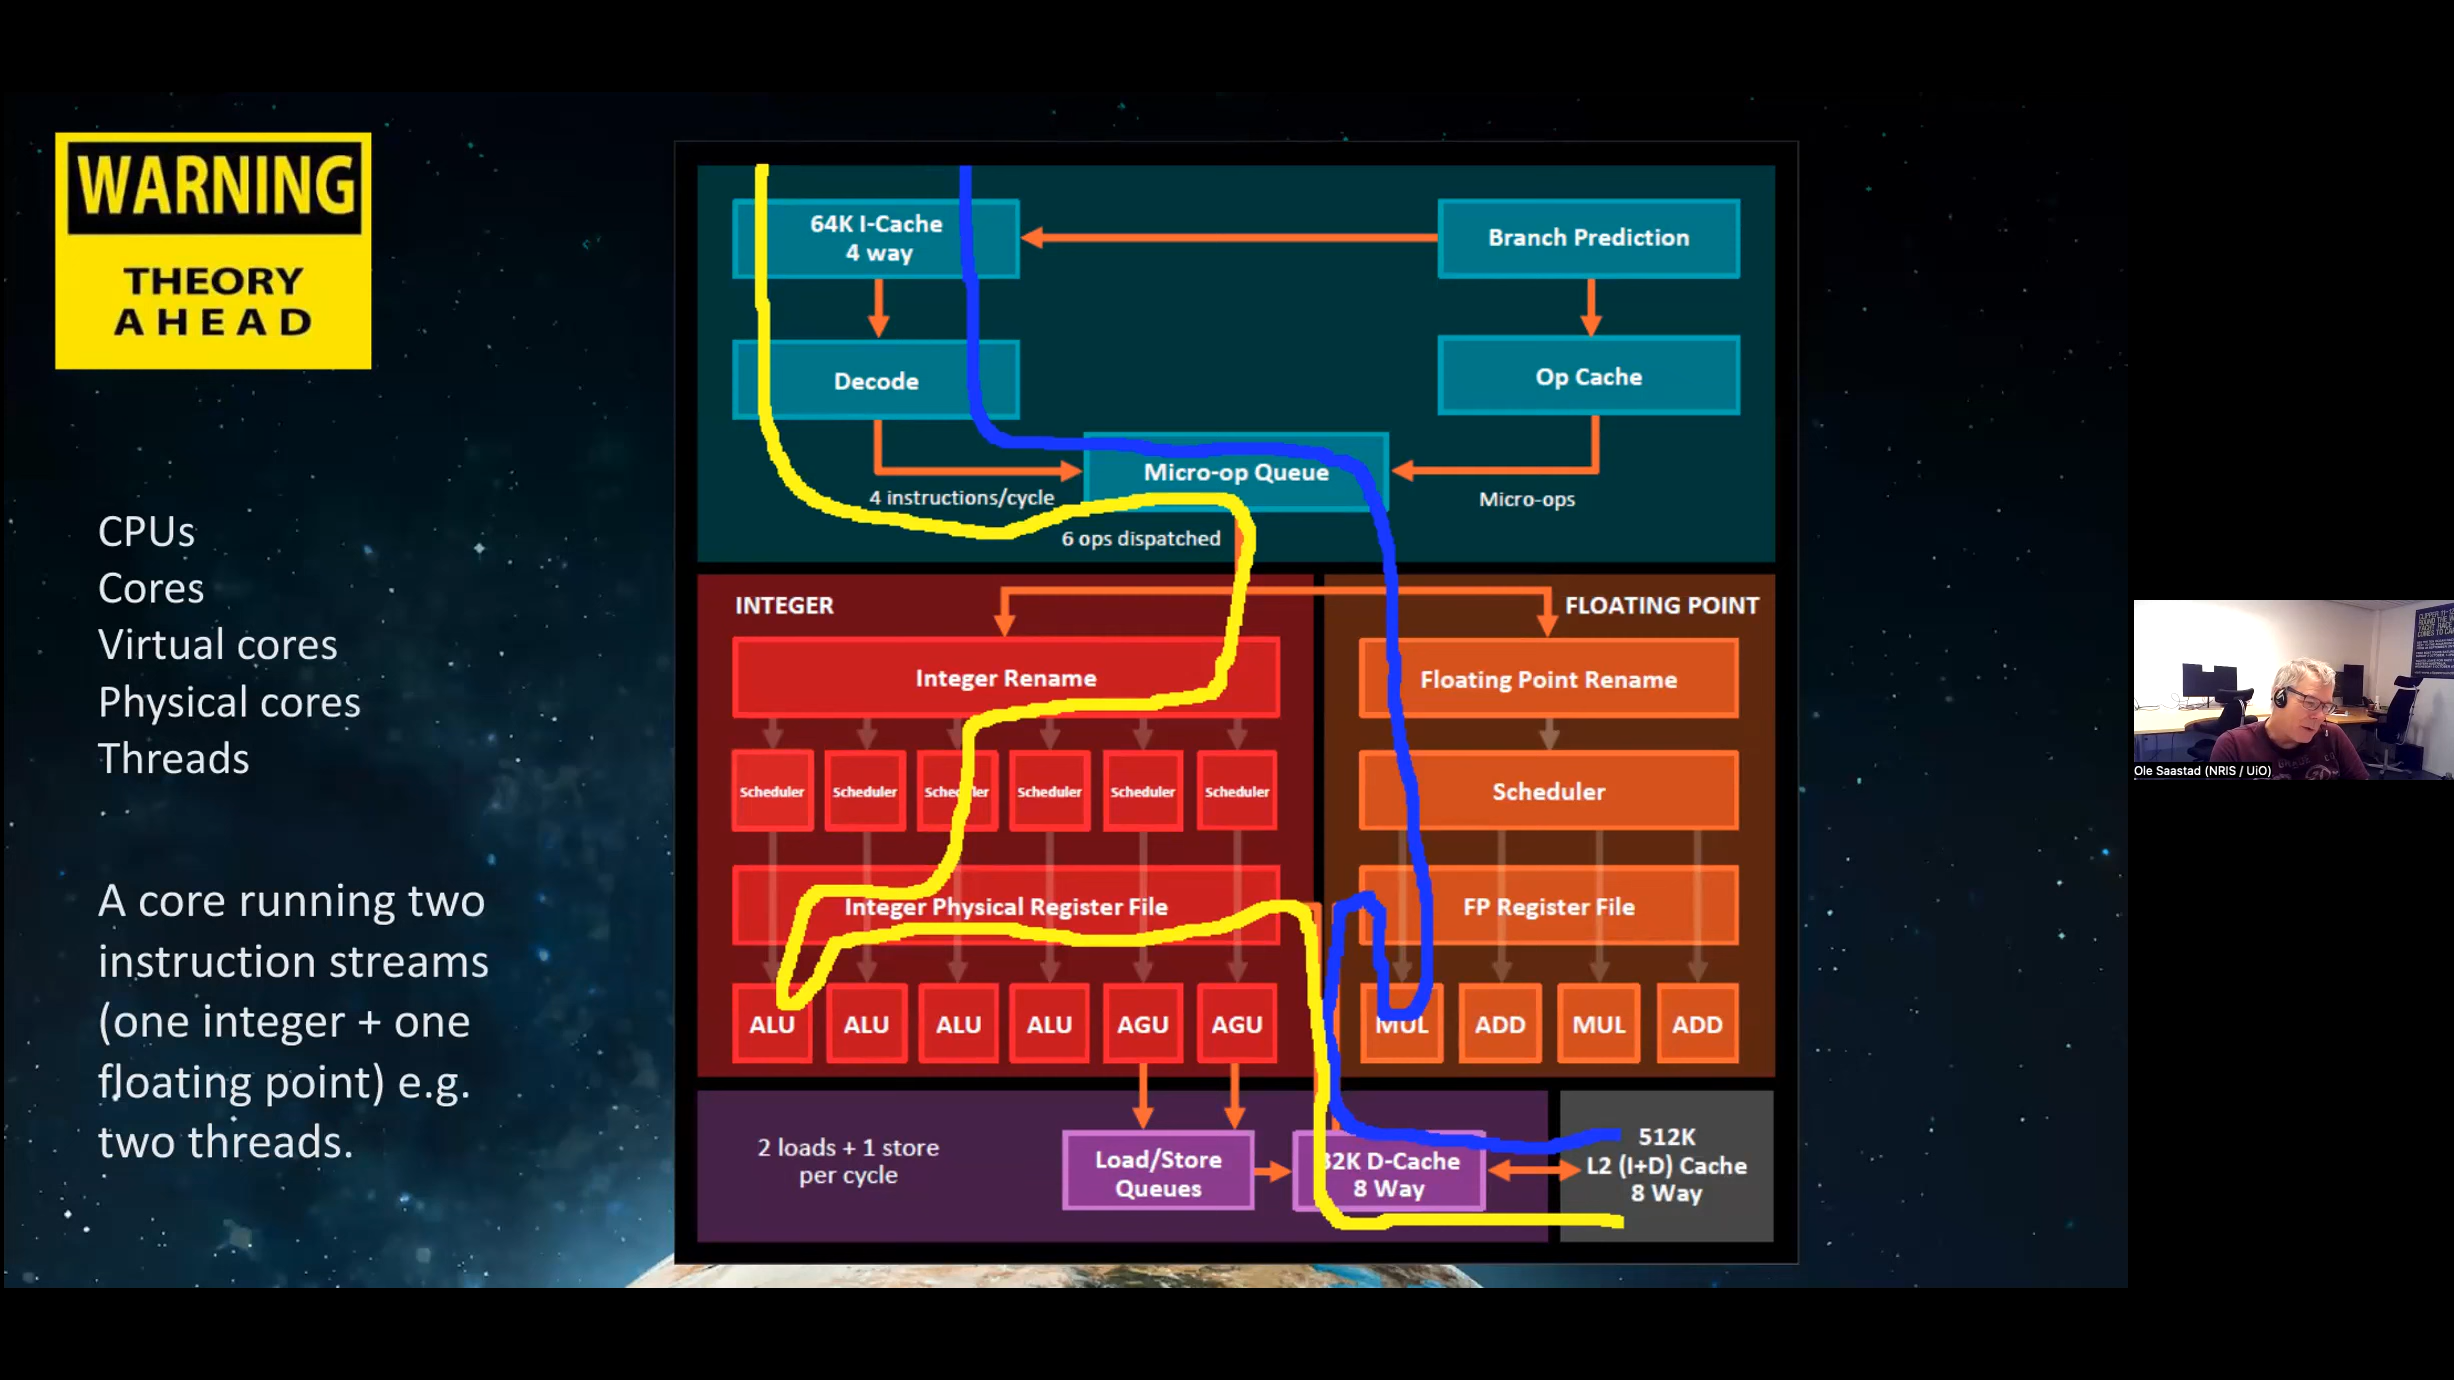 WARNING
THEORY
AHEAD
CPUs
Cores
Virtual cores
Physical cores
Threads
A core running two
instruction streams
(one integer + one
floating point) e.g.
two threads.
64K I-Cache
4 way
Branch Prediction
Decode
Op Cache
Micro-op Queue
4 instructions/cycle
Micro-ops
6 ops dispatched
INTEGER
FLOATING POINT
Integer Rename
Floating Point Rename
Scheduler
Scheduler
Scheduler
Scheduler
Scheduler
Scheduler
Scheduler
Integer Physical Register File
FP Register File
ALU
ALU
ALU
ALU
AGU
AGU
MUL
ADD
MUL
ADD
2 loads + 1 store
per cycle
Load/Store
Queues
32K D-Cache
8 Way
512K
L2 (I+D) Cache
8 Way
Ole Saastad (NRIS / UiO)